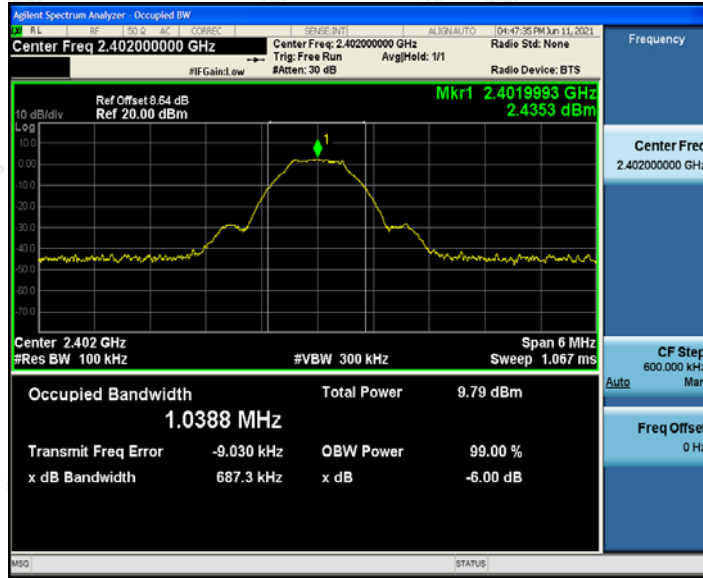 Agilent Spectrum Analyzer - Occupied BW
RL RF 50 Ω AC CORREC SENSE:INT ALIGNAUTO 04:47:35 PM Jun 11, 2021
Center Freq 2.402000000 GHz
Center Freq: 2.402000000 GHz Radio Std: None
Trig: Free Run Avg|Hold: 1/1
#IFGain:Low #Atten: 30 dB Radio Device: BTS
Frequency
Ref Offset 8.64 dB Mkr1 2.4019993 GHz
10 dB/div Ref 20.00 dBm 2.4353 dBm
Log
10.0
0.00
-10.0
-20.0
-30.0
-40.0
-50.0
-60.0
-70.0
1
Center Freq
2.402000000 GHz
Center 2.402 GHz Span 6 MHz
#Res BW 100 kHz #VBW 300 kHz Sweep 1.067 ms
CF Step
600.000 kHz
Auto Man
Occupied Bandwidth Total Power 9.79 dBm
1.0388 MHz
Transmit Freq Error -9.030 kHz OBW Power 99.00 %
x dB Bandwidth 687.3 kHz x dB -6.00 dB
Freq Offset
0 Hz
MSG STATUS